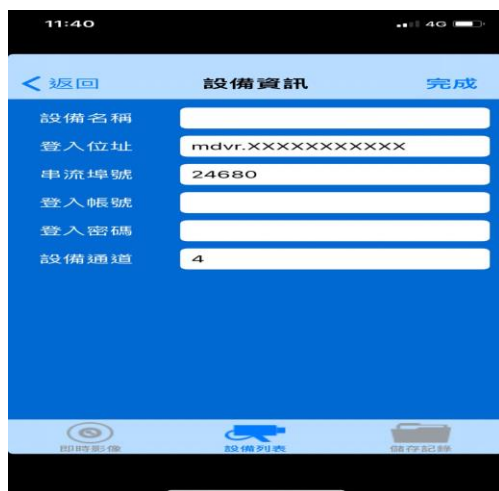 11:40 4G
返回 設備資訊 完成
設備名稱
登入位址 mdvr.XXXXXXXXXXX
串流埠號 24680
登入帳號
登入密碼
設備通道 4
即時影像 設備列表 儲存記錄